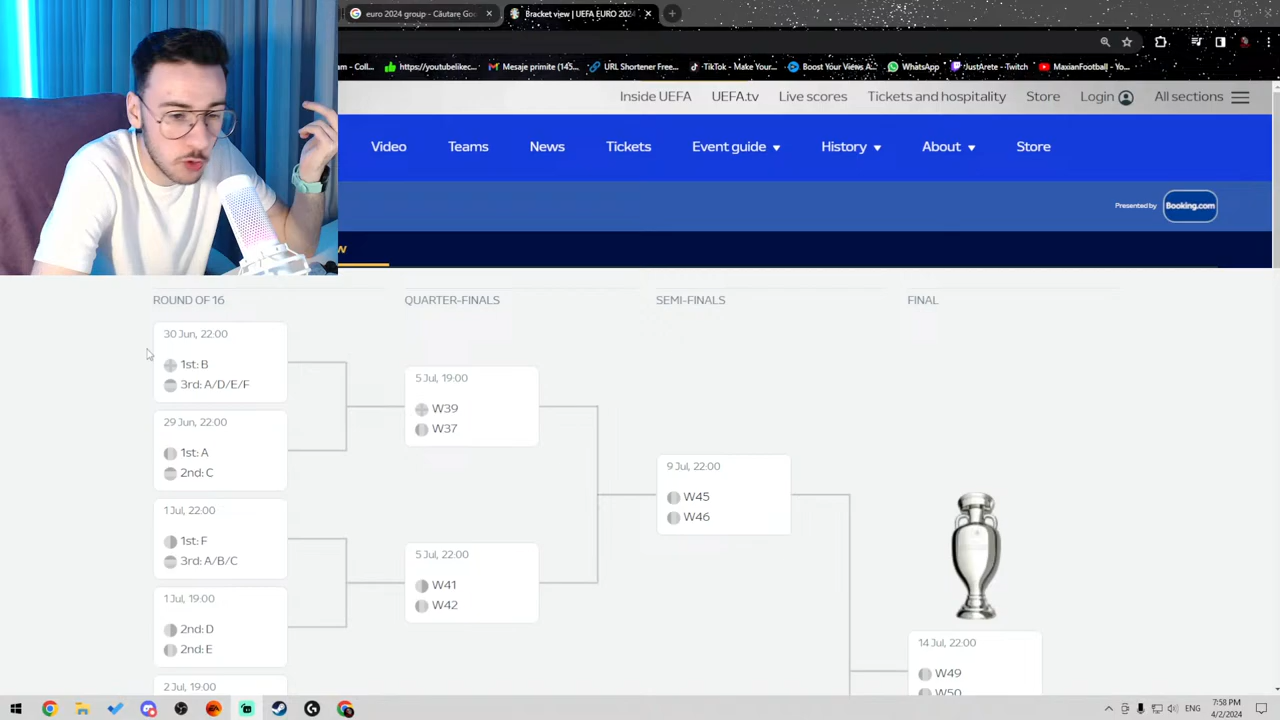 euro 2024 group - Căutare Goo
Bracket view | UEFA EURO 2024
am - Coll...
https://youtubelikec...
Mesaje primite (145...
URL Shortener Free...
TikTok - Make Your...
Boost Your Views A...
WhatsApp
JustArete - Twitch
MaxianFootball - Yo...
Inside UEFA
UEFA.tv
Live scores
Tickets and hospitality
Store
Login
All sections
Video
Teams
News
Tickets
Event guide
History
About
Store
Presented by
Booking.com
W
ROUND OF 16
QUARTER-FINALS
SEMI-FINALS
FINAL
30 Jun, 22:00
1st: B
3rd: A/D/E/F
29 Jun, 22:00
1st: A
2nd: C
1 Jul, 22:00
1st: F
3rd: A/B/C
1 Jul, 19:00
2nd: D
2nd: E
2 Jul, 19:00
5 Jul, 19:00
W39
W37
5 Jul, 22:00
W41
W42
9 Jul, 22:00
W45
W46
14 Jul, 22:00
W49
W50
ENG
7:58 PM
4/2/2024